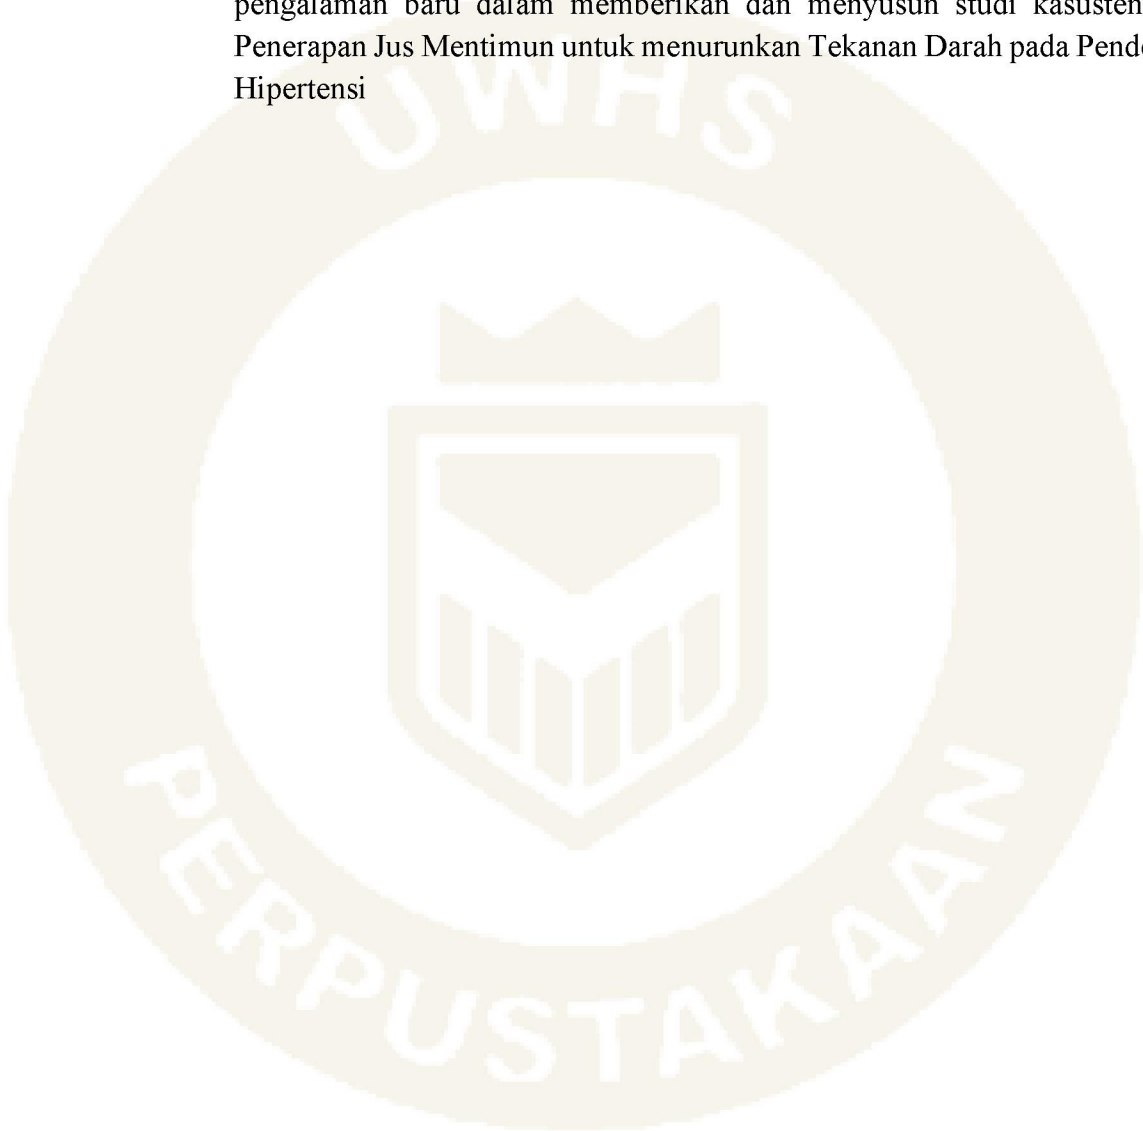 pengalaman baru dalam memberikan dan menyusun studi kasusten
Penerapan Jus Mentimun untuk menurunkan Tekanan Darah pada Pend
Hipertensi
UWHS
PERPUSTAKAAN